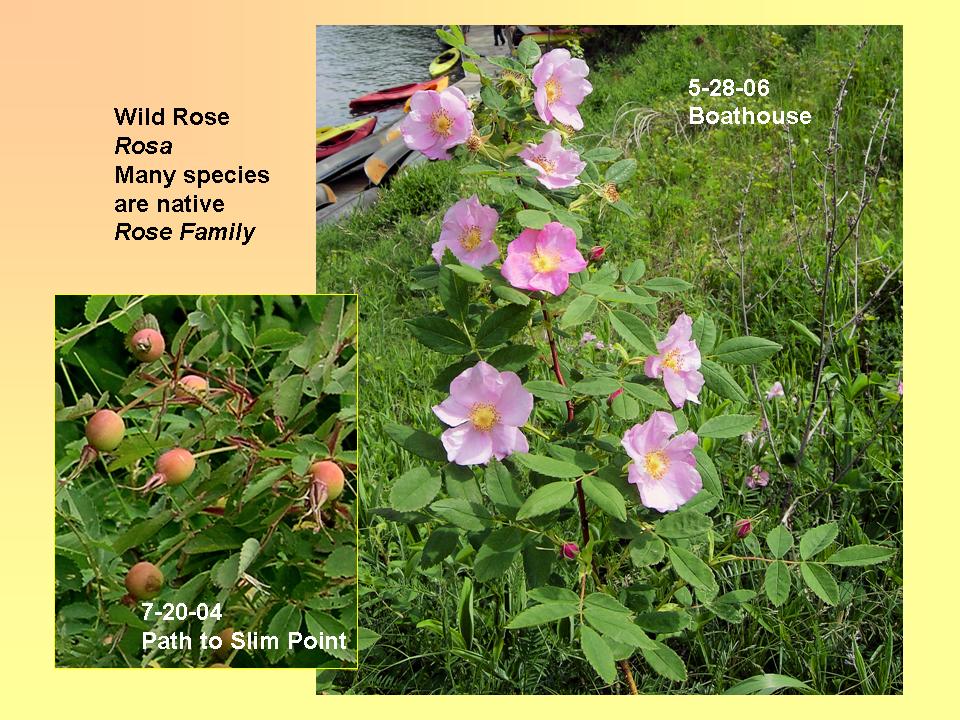 Wild Rose
Rosa
Many species
are native
Rose Family
5-28-06
Boathouse
7-20-04
Path to Slim Point